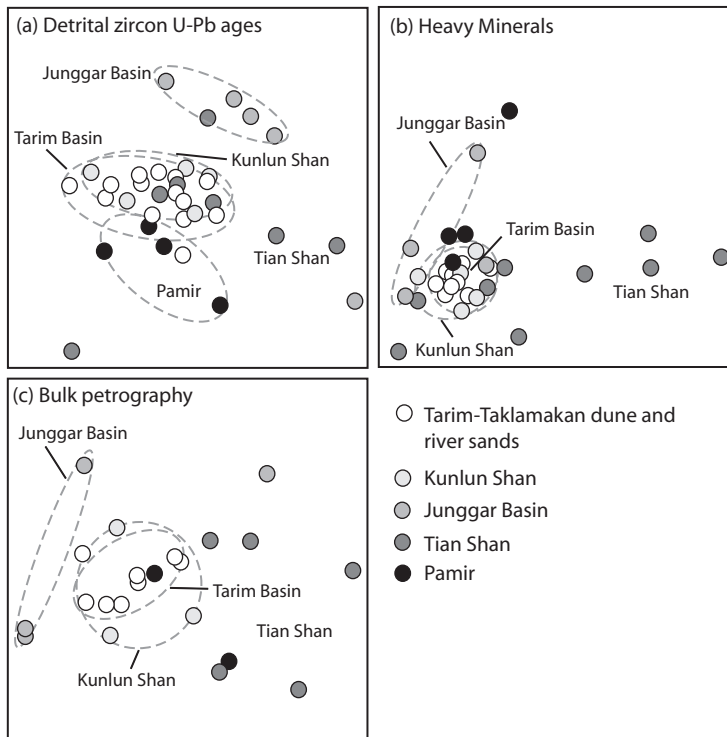 (a) Detrital zircon U-Pb ages
Junggar Basin
Tarim Basin
Kunlun Shan
Tian Shan
Pamir
(b) Heavy Minerals
Junggar Basin
Tarim Basin
Tian Shan
Kunlun Shan
(c) Bulk petrography
Junggar Basin
Tarim Basin
Tian Shan
Kunlun Shan
Tarim-Taklamakan dune and
river sands
Kunlun Shan
Junggar Basin
Tian Shan
Pamir